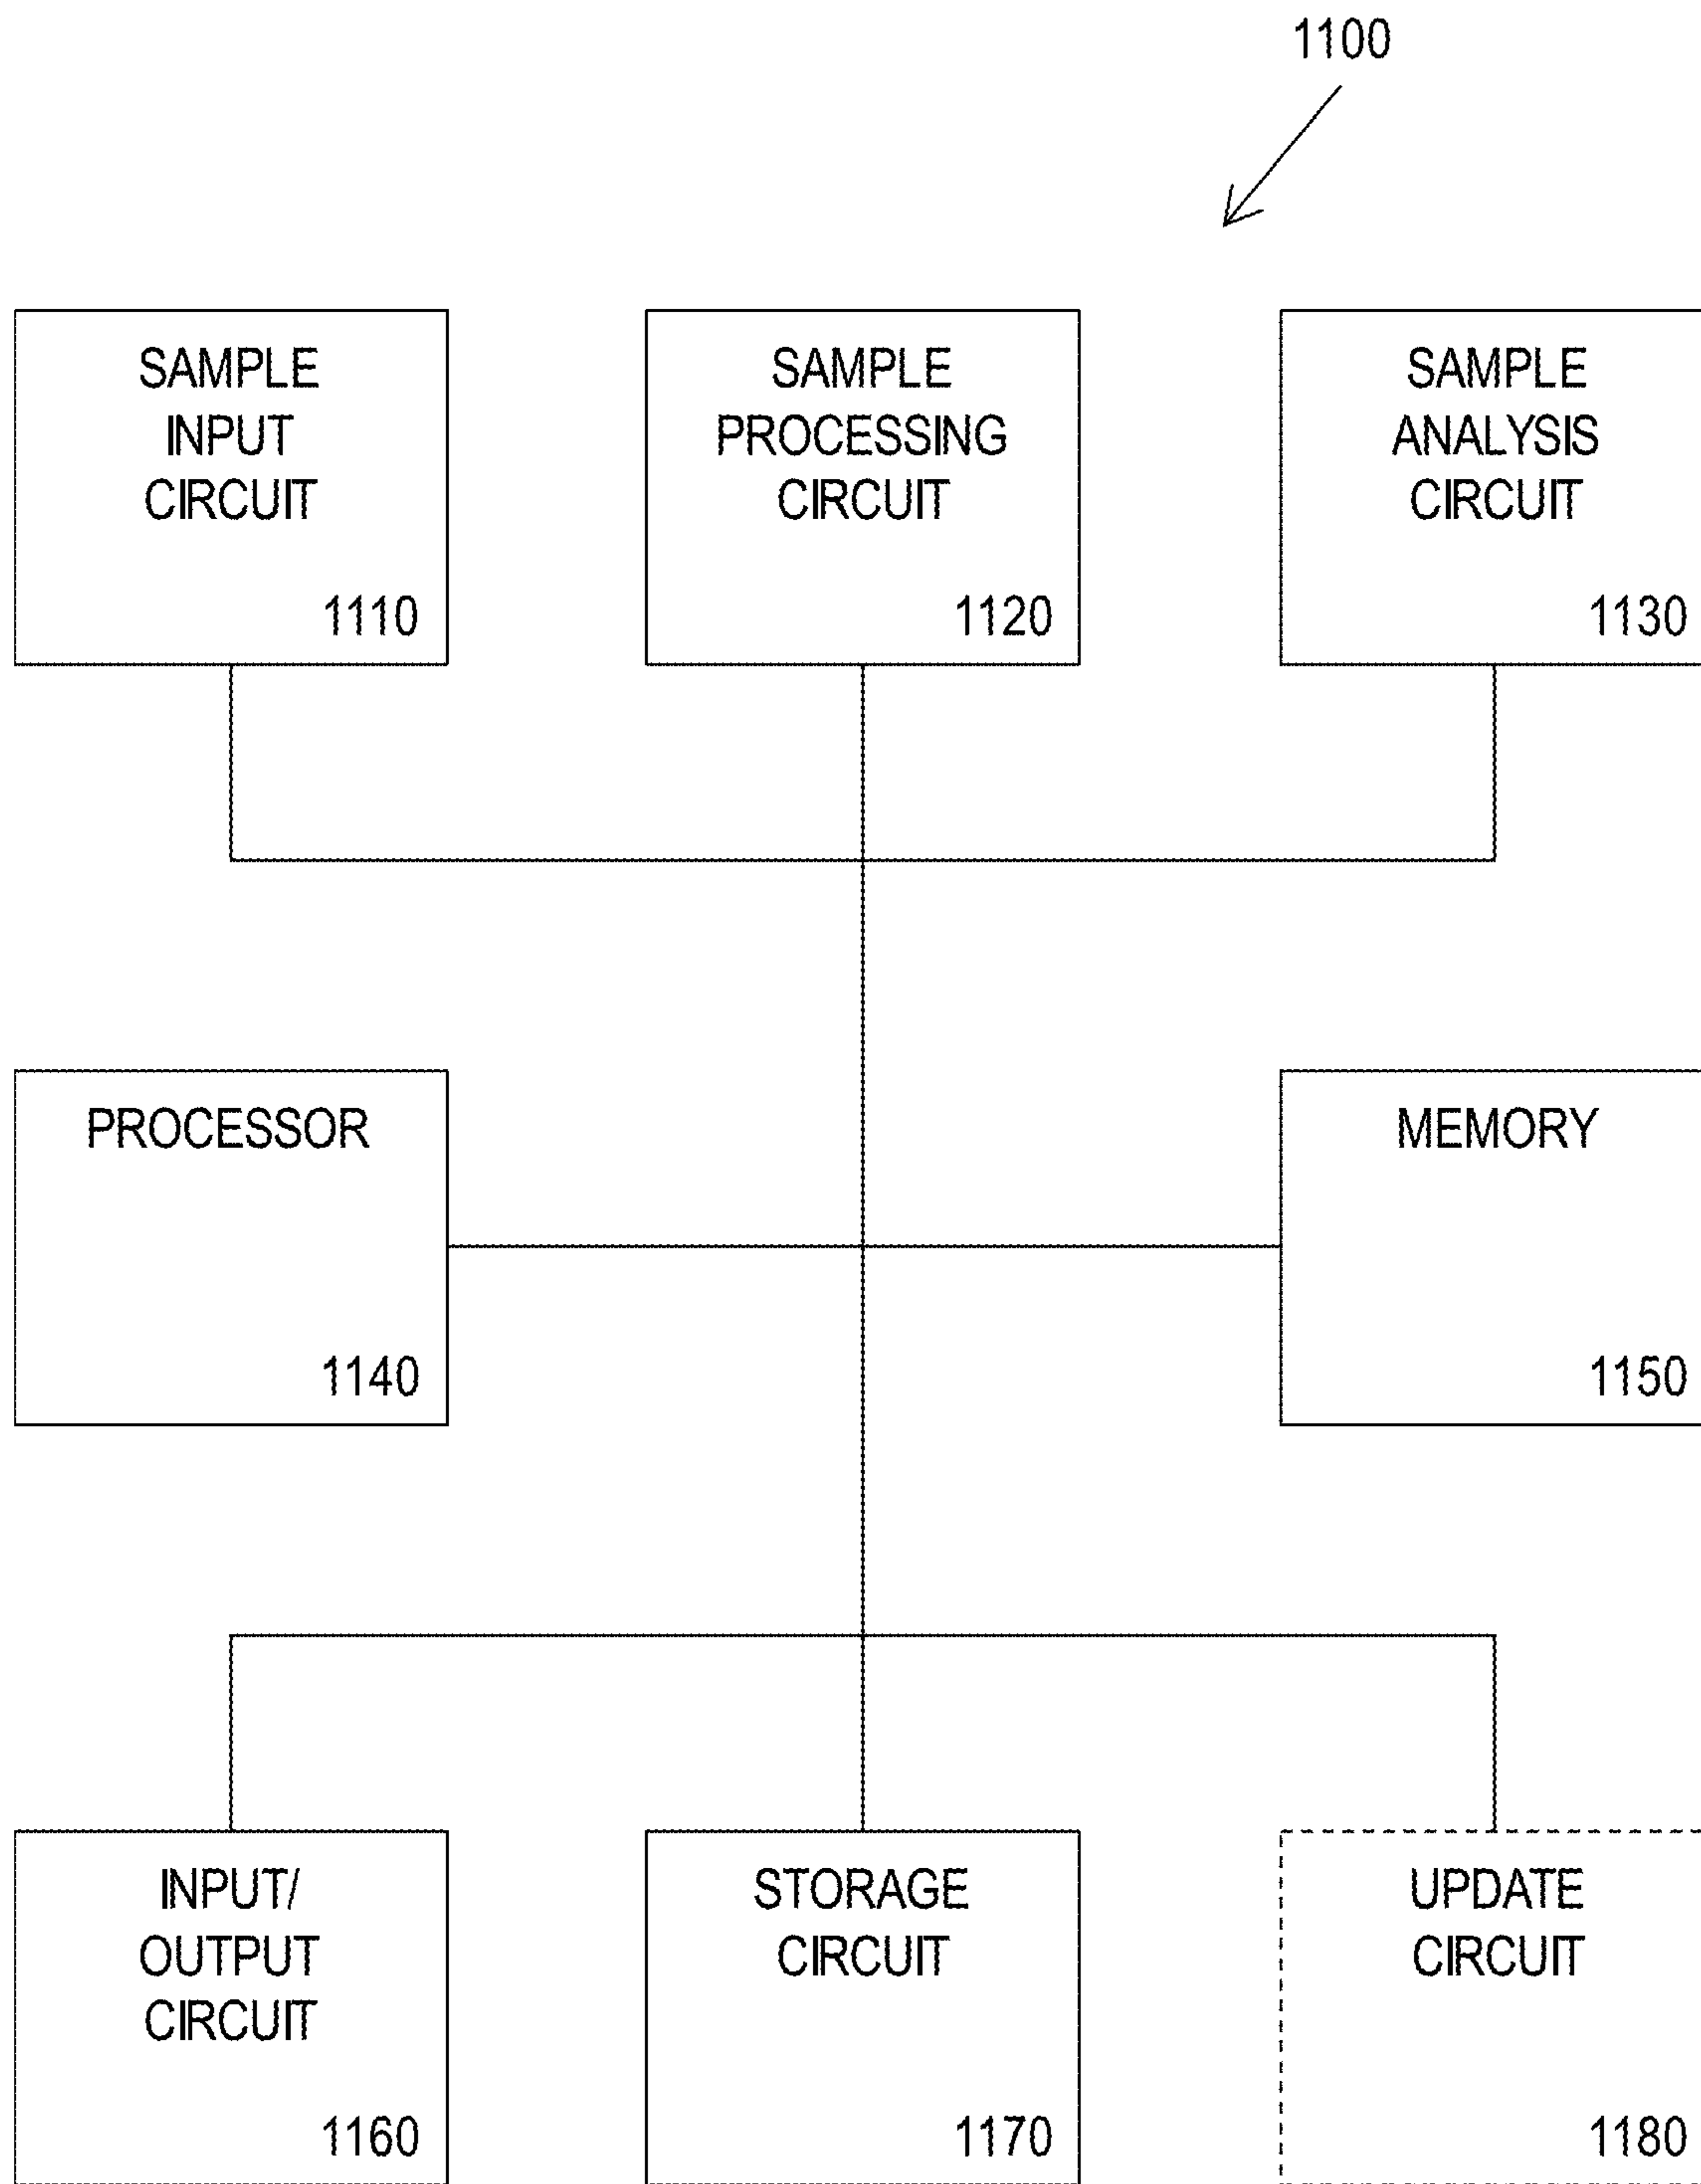 1100
SAMPLE
INPUT
CIRCUIT
1110
SAMPLE
PROCESSING
CIRCUIT
1120
SAMPLE
ANALYSIS
CIRCUIT
1130
PROCESSOR
1140
MEMORY
1150
INPUT/
OUTPUT
CIRCUIT
1160
STORAGE
CIRCUIT
1170
UPDATE
CIRCUIT
1180